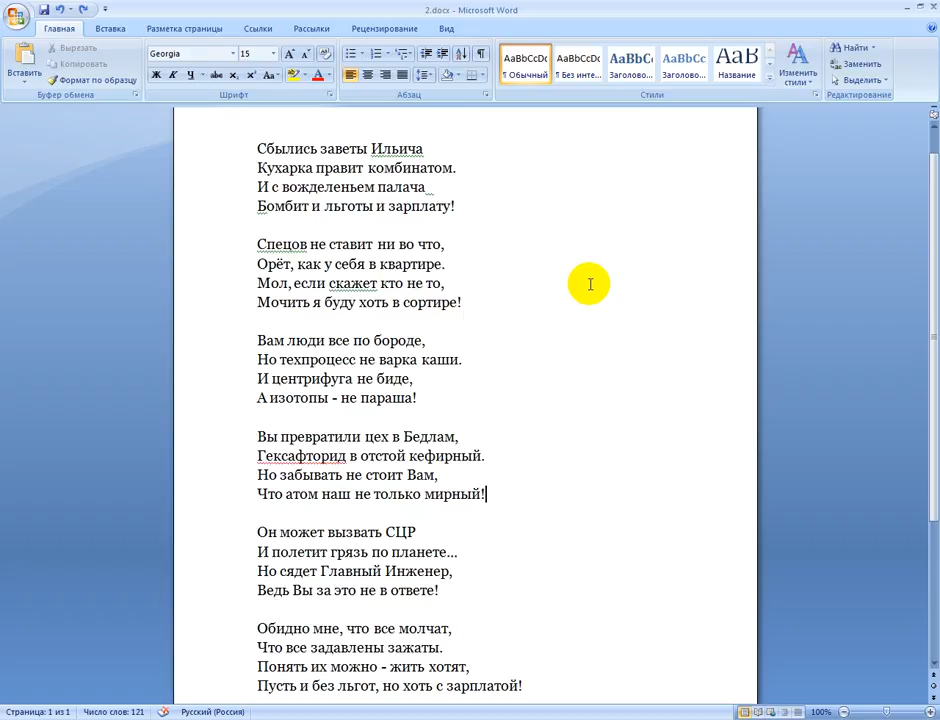 2.docx - Microsoft Word
Главная Вставка Разметка страницы Ссылки Рассылки Рецензирование Вид
Вставить
Вырезать
Копировать
Формат по образцу
Буфер обмена
Georgia 15
Шрифт
Абзац
AaBbCcDc AaBbCcDc AaBbC AaBbCc AaB
¶ Обычный ¶ Без инте... Заголово... Заголово... Название
Изменить стили
Стили
Найти
Заменить
Выделить
Редактирование
Сбылись заветы Ильича
Кухарка правит комбинатом.
И с вожделеньем палача
Бомбит и льготы и зарплату!
Спецов не ставит ни во что,
Орёт, как у себя в квартире.
Мол, если скажет кто не то,
Мочить я буду хоть в сортире!
Вам люди все по бороде,
Но техпроцесс не варка каши.
И центрифуга не биде,
А изотопы - не параша!
Вы превратили цех в Бедлам,
Гексафторид в отстой кефирный.
Но забывать не стоит Вам,
Что атом наш не только мирный!
Он может вызвать СЦР
И полетит грязь по планете...
Но сядет Главный Инженер,
Ведь Вы за это не в ответе!
Обидно мне, что все молчат,
Что все задавлены зажаты.
Понять их можно - жить хотят,
Пусть и без льгот, но хоть с зарплатой!
Страница: 1 из 1 Число слов: 121 Русский (Россия) 100%